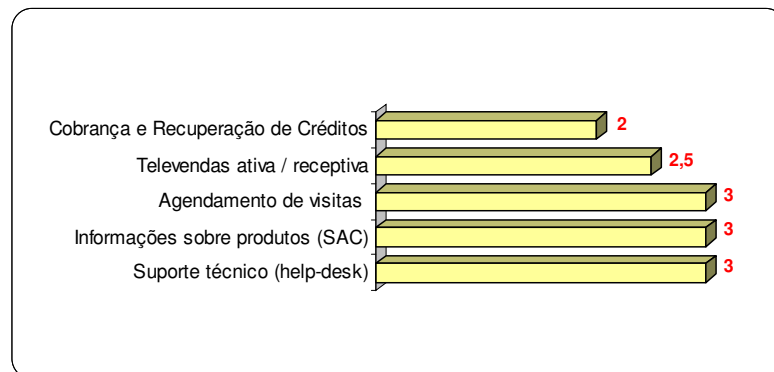 Cobrança e Recuperação de Créditos 2
Televendas ativa / receptiva 2,5
Agendamento de visitas 3
Informações sobre produtos (SAC) 3
Suporte técnico (help-desk) 3